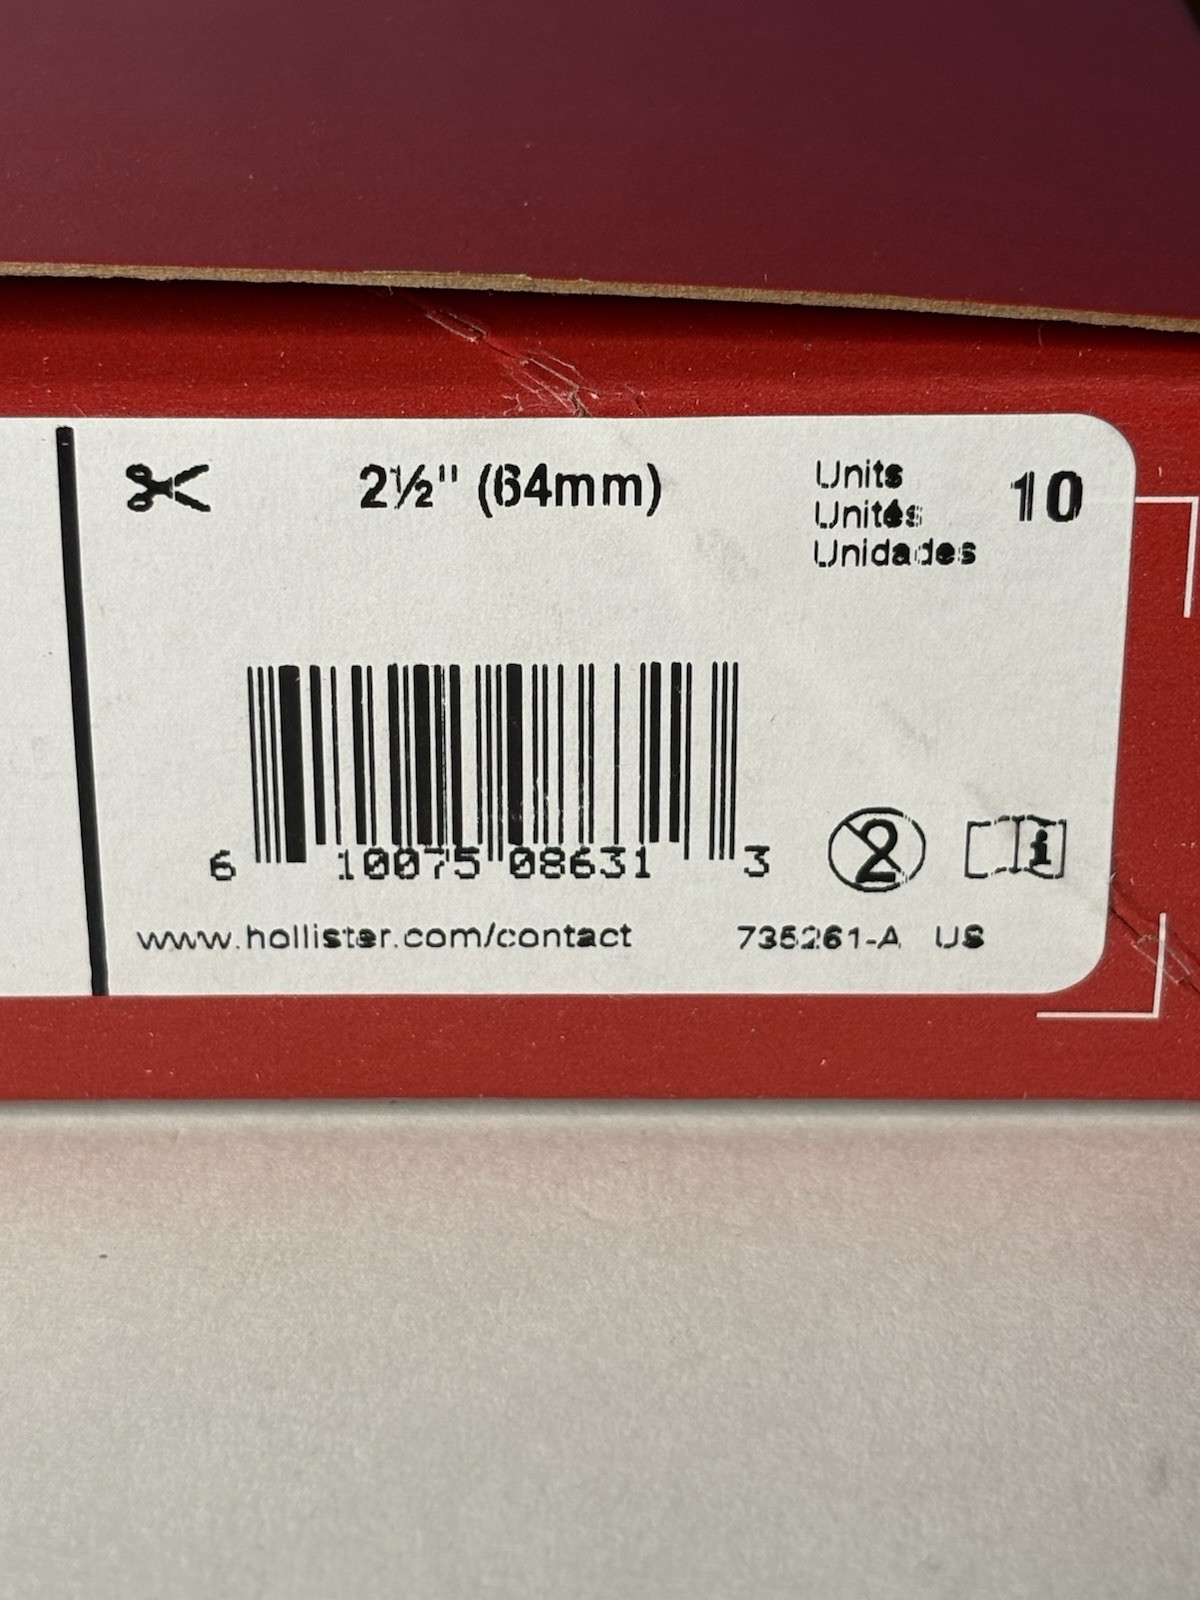 2½" (64mm)
Units
Unités
Unidades
10
6 10075 08631 3
2
i
www.hollister.com/contact
735261-A US